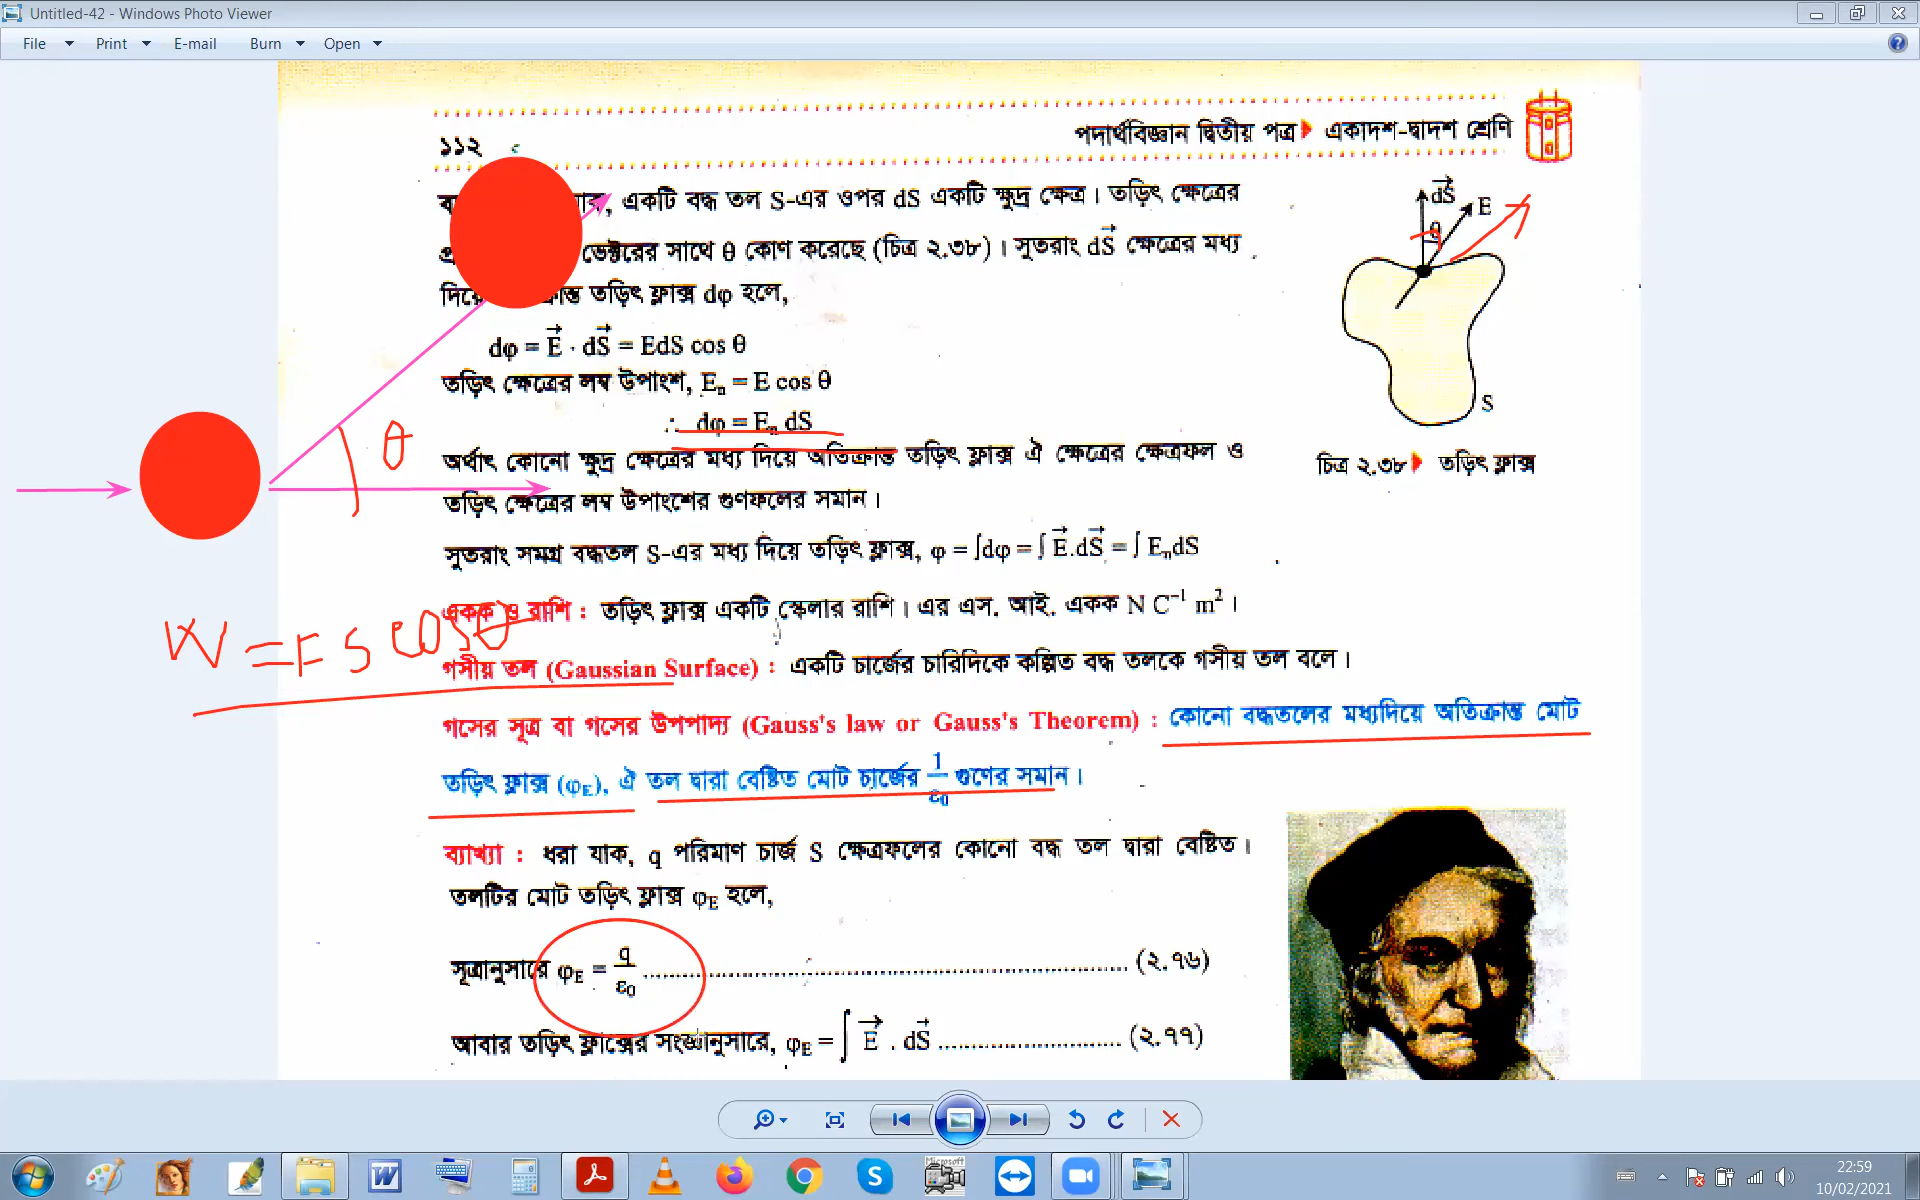 Untitled-42 - Windows Photo Viewer
File Print E-mail Burn Open
১১২
পদার্থবিজ্ঞান দ্বিতীয় পত্র একাদশ-দ্বাদশ শ্রেণি
একটি বদ্ধ তল S-এর ওপর dS একটি ক্ষুদ্র ক্ষেত্র। তড়িৎ ক্ষেত্রের
ভেক্টরের সাথে θ কোণ করেছে (চিত্র ২.৩৮)। সুতরাং dS⃗ ক্ষেত্রের মধ্য
তড়িৎ ফ্লাক্স dφ হলে,
dφ = E⃗ · dS⃗ = EdS cos θ
তড়িৎ ক্ষেত্রের লম্ব উপাংশ, Eₙ = E cos θ
∴ dφ = Eₙ dS
অর্থাৎ কোনো ক্ষুদ্র ক্ষেত্রের মধ্য দিয়ে অতিক্রান্ত তড়িৎ ফ্লাক্স ঐ ক্ষেত্রের ক্ষেত্রফল ও
তড়িৎ ক্ষেত্রের লম্ব উপাংশের গুণফলের সমান।
সুতরাং সমগ্র বদ্ধতল S-এর মধ্য দিয়ে তড়িৎ ফ্লাক্স, φ = ∫dφ = ∫ E⃗.dS⃗ = ∫ EₙdS
dS⃗
E
θ
S
চিত্র ২.৩৮ তড়িৎ ফ্লাক্স
θ
একক ও রাশি : তড়িৎ ফ্লাক্স একটি স্কেলার রাশি। এর এস. আই. একক N C⁻¹ m²।
W = F S cosθ
গসীয় তল (Gaussian Surface) : একটি চার্জের চারিদিকে কল্পিত বদ্ধ তলকে গসীয় তল বলে।
গসের সূত্র বা গসের উপপাদ্য (Gauss's law or Gauss's Theorem) : কোনো বদ্ধতলের মধ্যদিয়ে অতিক্রান্ত মোট
তড়িৎ ফ্লাক্স (φE), ঐ তল দ্বারা বেষ্টিত মোট চার্জের 1/ε₀ গুণের সমান।
ব্যাখ্যা : ধরা যাক, q পরিমাণ চার্জ S ক্ষেত্রফলের কোনো বদ্ধ তল দ্বারা বেষ্টিত।
তলটির মোট তড়িৎ ফ্লাক্স φE হলে,
সূত্রানুসারে φE = q/ε₀ .......... (২.৭৬)
আবার তড়িৎ ফ্লাক্সের সংজ্ঞানুসারে, φE = ∫ E⃗ . dS⃗ .......... (২.৭৭)
Microsoft
22:59
10/02/2021